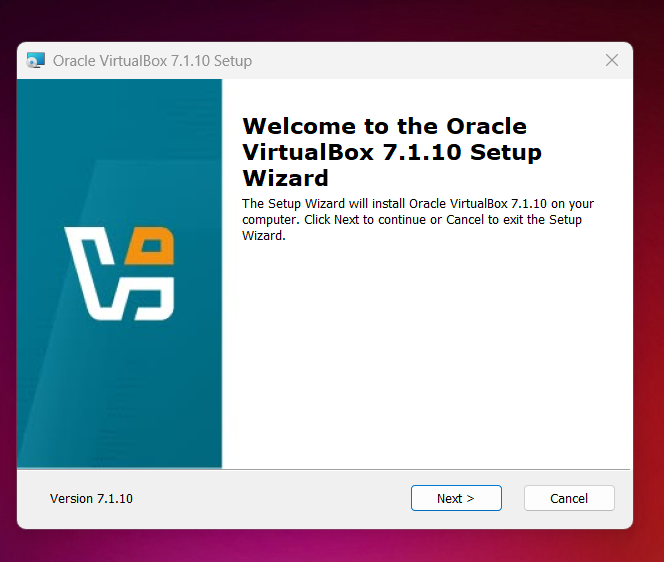 Oracle VirtualBox 7.1.10 Setup
Welcome to the Oracle
VirtualBox 7.1.10 Setup
Wizard
The Setup Wizard will install Oracle VirtualBox 7.1.10 on your
computer. Click Next to continue or Cancel to exit the Setup
Wizard.
Version 7.1.10
Next >
Cancel